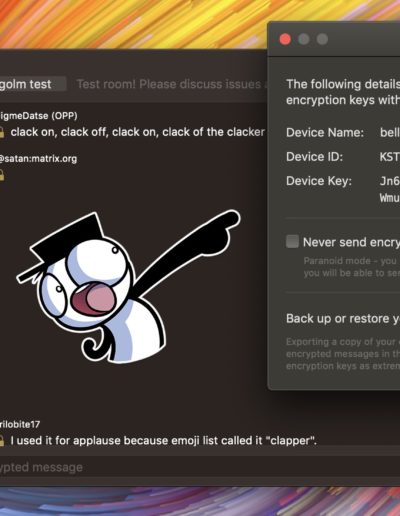 golm test
Test room! Please discuss issues a
igmeDatse (OPP)
clack on, clack off, clack on, clack of the clacker
@satan:matrix.org
rilobite17
I used it for applause because emoji list called it "clapper".
ypted message
The following details
encryption keys with
Device Name: bell
Device ID: KST
Device Key: Jn6
Wmu
Never send encry
Paranoid mode - you
you will be able to se
Back up or restore yo
Exporting a copy of your e
encrypted messages in th
encryption keys as extrem